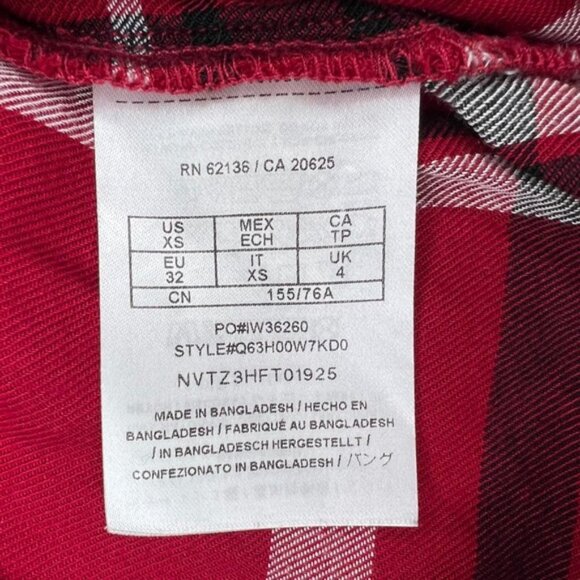 RN 62136 / CA 20625
US MEX CA
XS ECH TP
EU IT UK
32 XS 4
CN 155/76A
PO#IW36260
STYLE#Q63H00W7KD0
NVTZ3HFT01925
MADE IN BANGLADESH / HECHO EN
BANGLADESH / FABRIQUÉ AU BANGLADESH
/ IN BANGLADESCH HERGESTELLT /
CONFEZIONATO IN BANGLADESH / バング